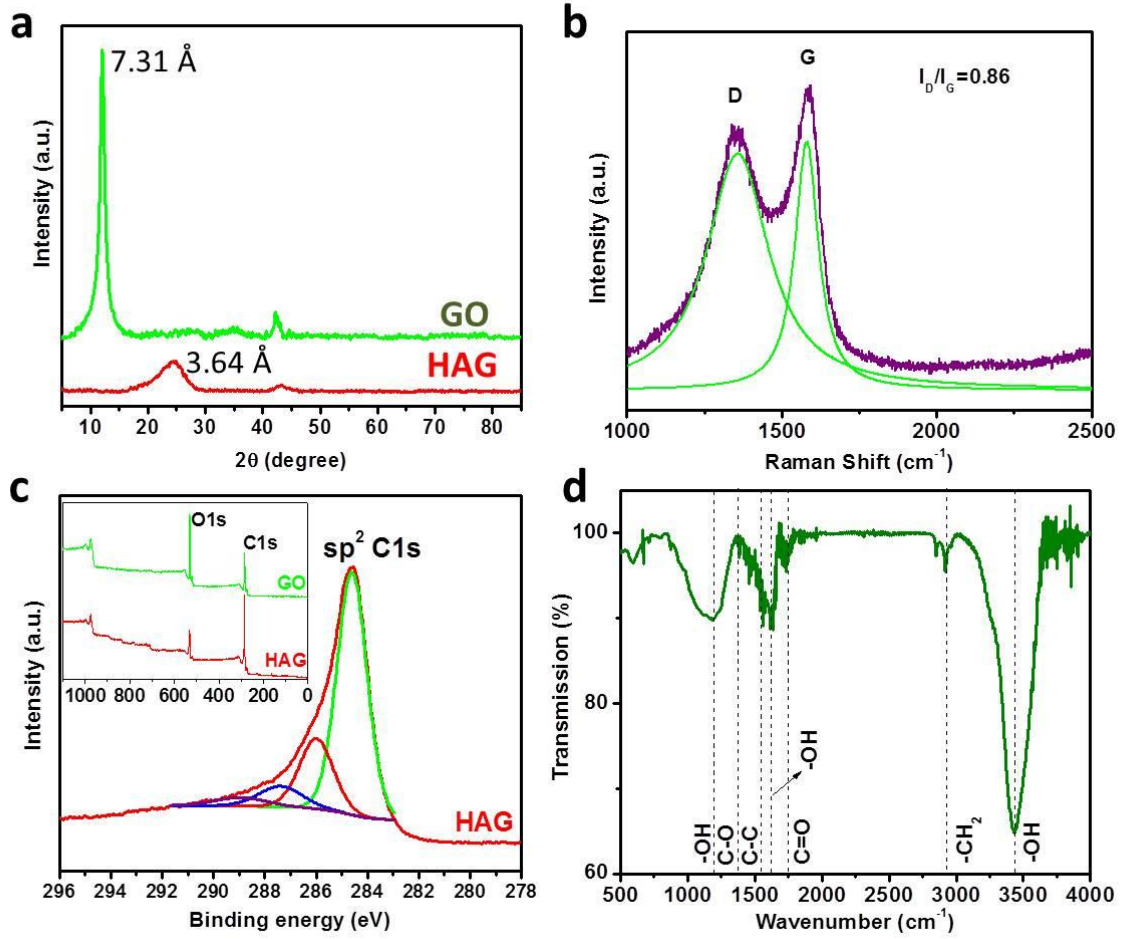 a
7.31 Å
GO
3.64 Å
HAG
Intensity (a.u.)
10 20 30 40 50 60 70 80
2θ (degree)
b
D
G
I_D/I_G=0.86
Intensity (a.u.)
1000 1500 2000 2500
Raman Shift (cm⁻¹)
c
O1s
C1s
GO
HAG
1000 800 600 400 200 0
sp² C1s
HAG
Intensity (a.u.)
296 294 292 290 288 286 284 282 280 278
Binding energy (eV)
d
100
80
60
Transmission (%)
-OH
C-O
C-C
-OH
C=O
-CH₂
-OH
500 1000 1500 2000 2500 3000 3500 4000
Wavenumber (cm⁻¹)